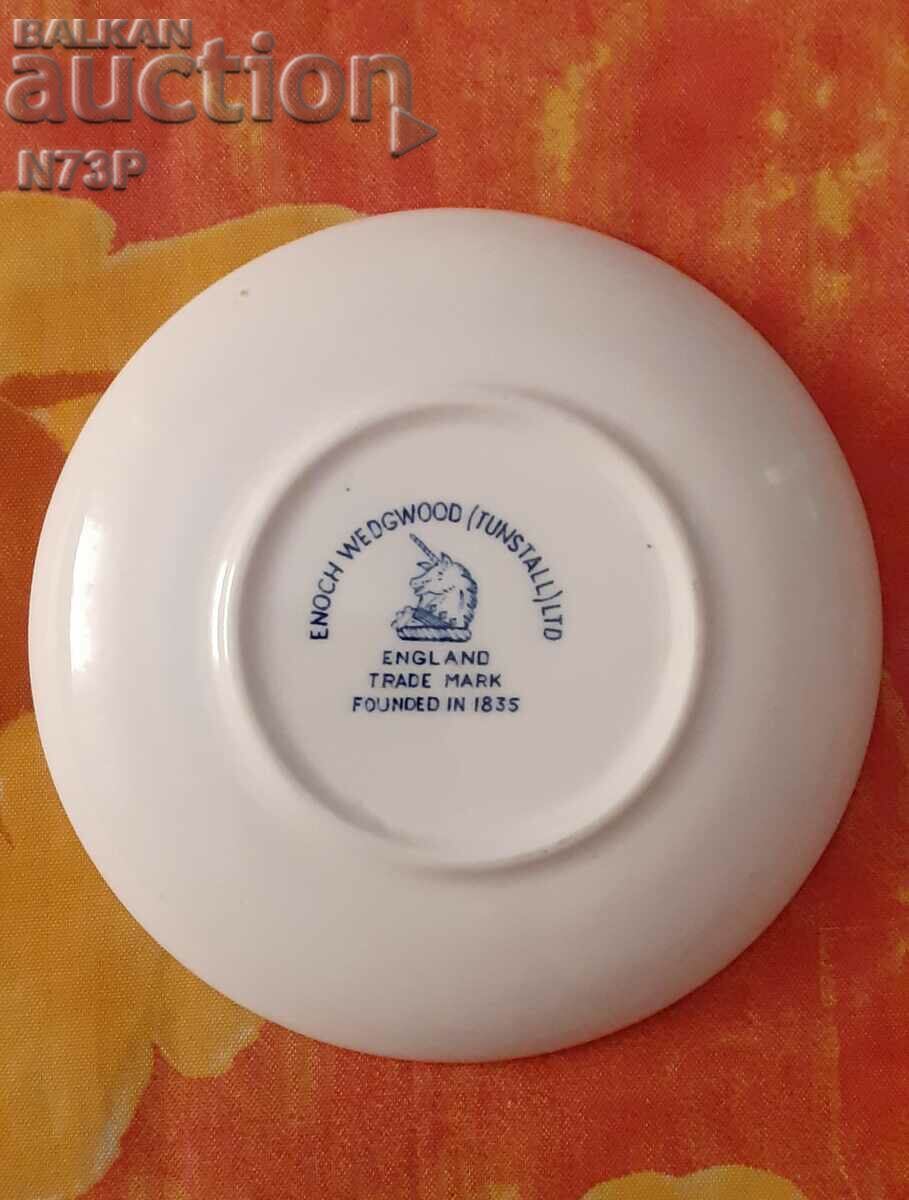 BALKAN
auction
N73P
ENOCH WEDGWOOD (TUNSTALL) LTD
ENGLAND
TRADE MARK
FOUNDED IN 1835